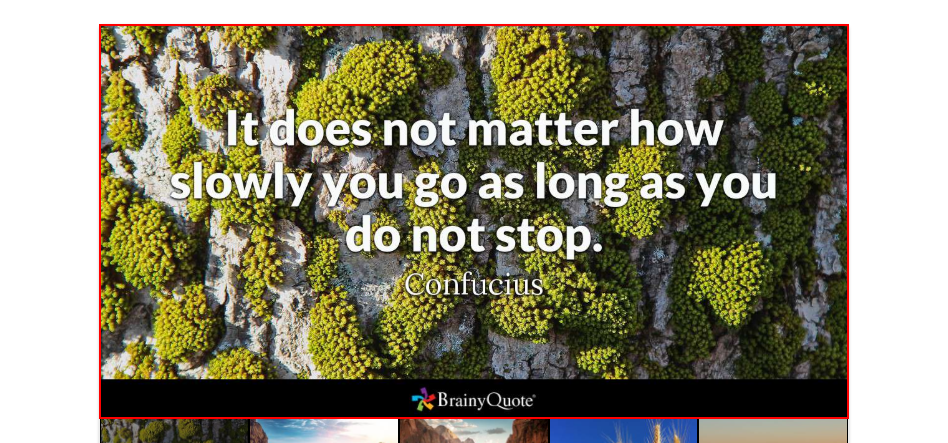 It does not matter how
slowly you go as long as you
do not stop.
Confucius
BrainyQuote®